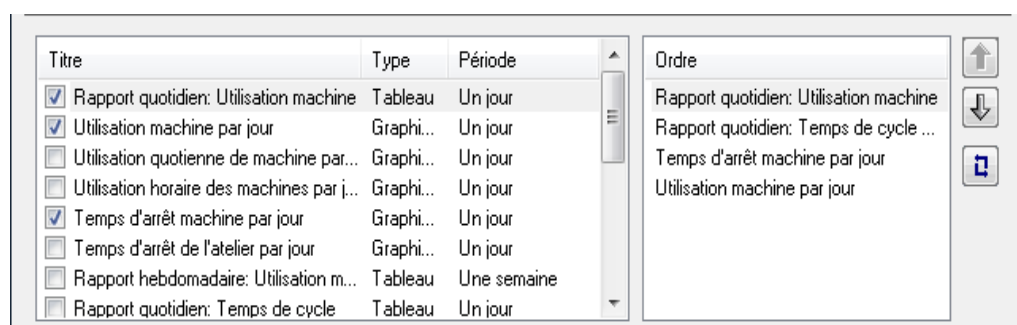 Titre Type Période
Rapport quotidien: Utilisation machine Tableau Un jour
Utilisation machine par jour Graphi... Un jour
Utilisation quotienne de machine par... Graphi... Un jour
Utilisation horaire des machines par j... Graphi... Un jour
Temps d'arrêt machine par jour Graphi... Un jour
Temps d'arrêt de l'atelier par jour Graphi... Un jour
Rapport hebdomadaire: Utilisation m... Tableau Une semaine
Rapport quotidien: Temps de cycle Tableau Un jour
Ordre
Rapport quotidien: Utilisation machine
Rapport quotidien: Temps de cycle ...
Temps d'arrêt machine par jour
Utilisation machine par jour